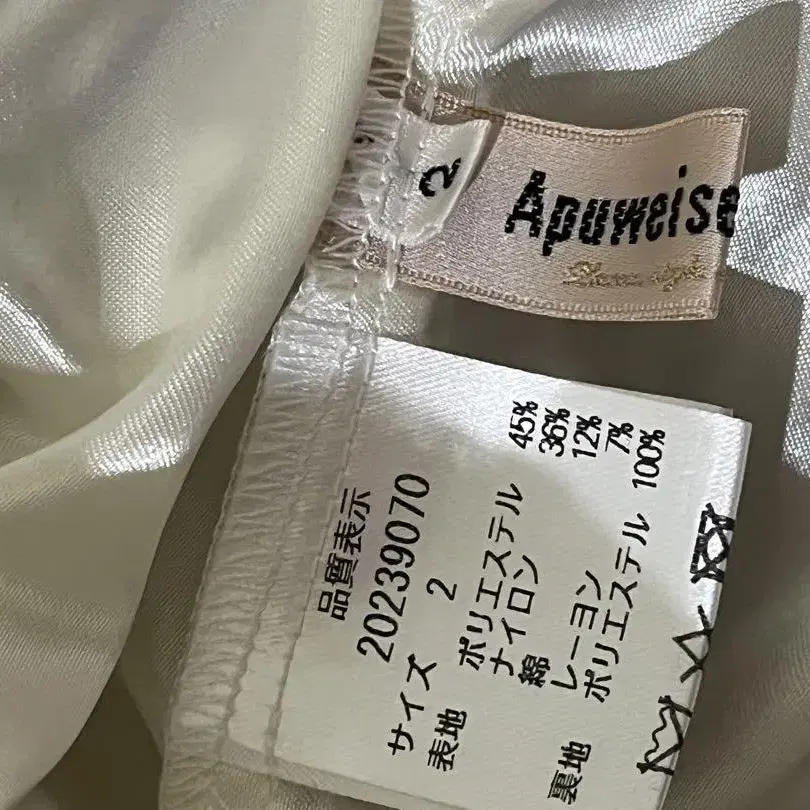 2
Apuweise
品質表示
20239070
サイズ 2
表地 ポリエステル 45%
ナイロン 36%
綿 12%
レーヨン 7%
裏地 ポリエステル 100%